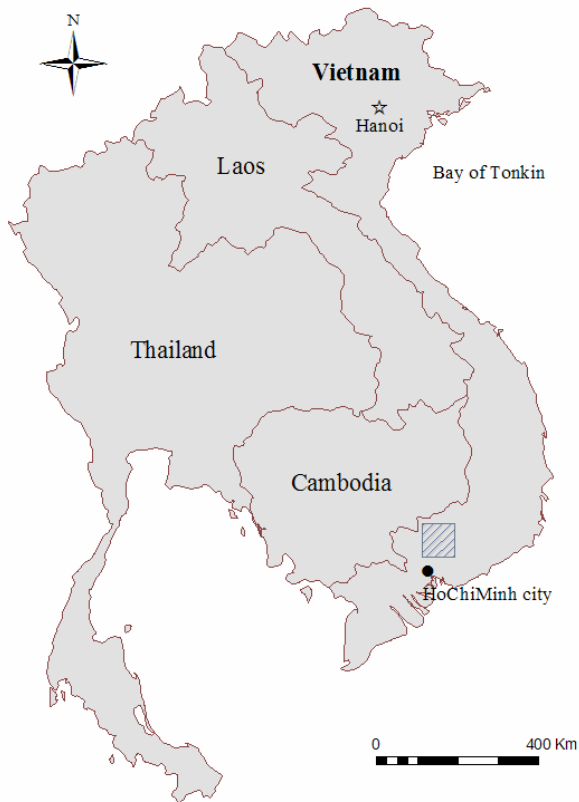 N
Vietnam
Hanoi
Laos
Bay of Tonkin
Thailand
Cambodia
HoChiMinh city
0 400 Km